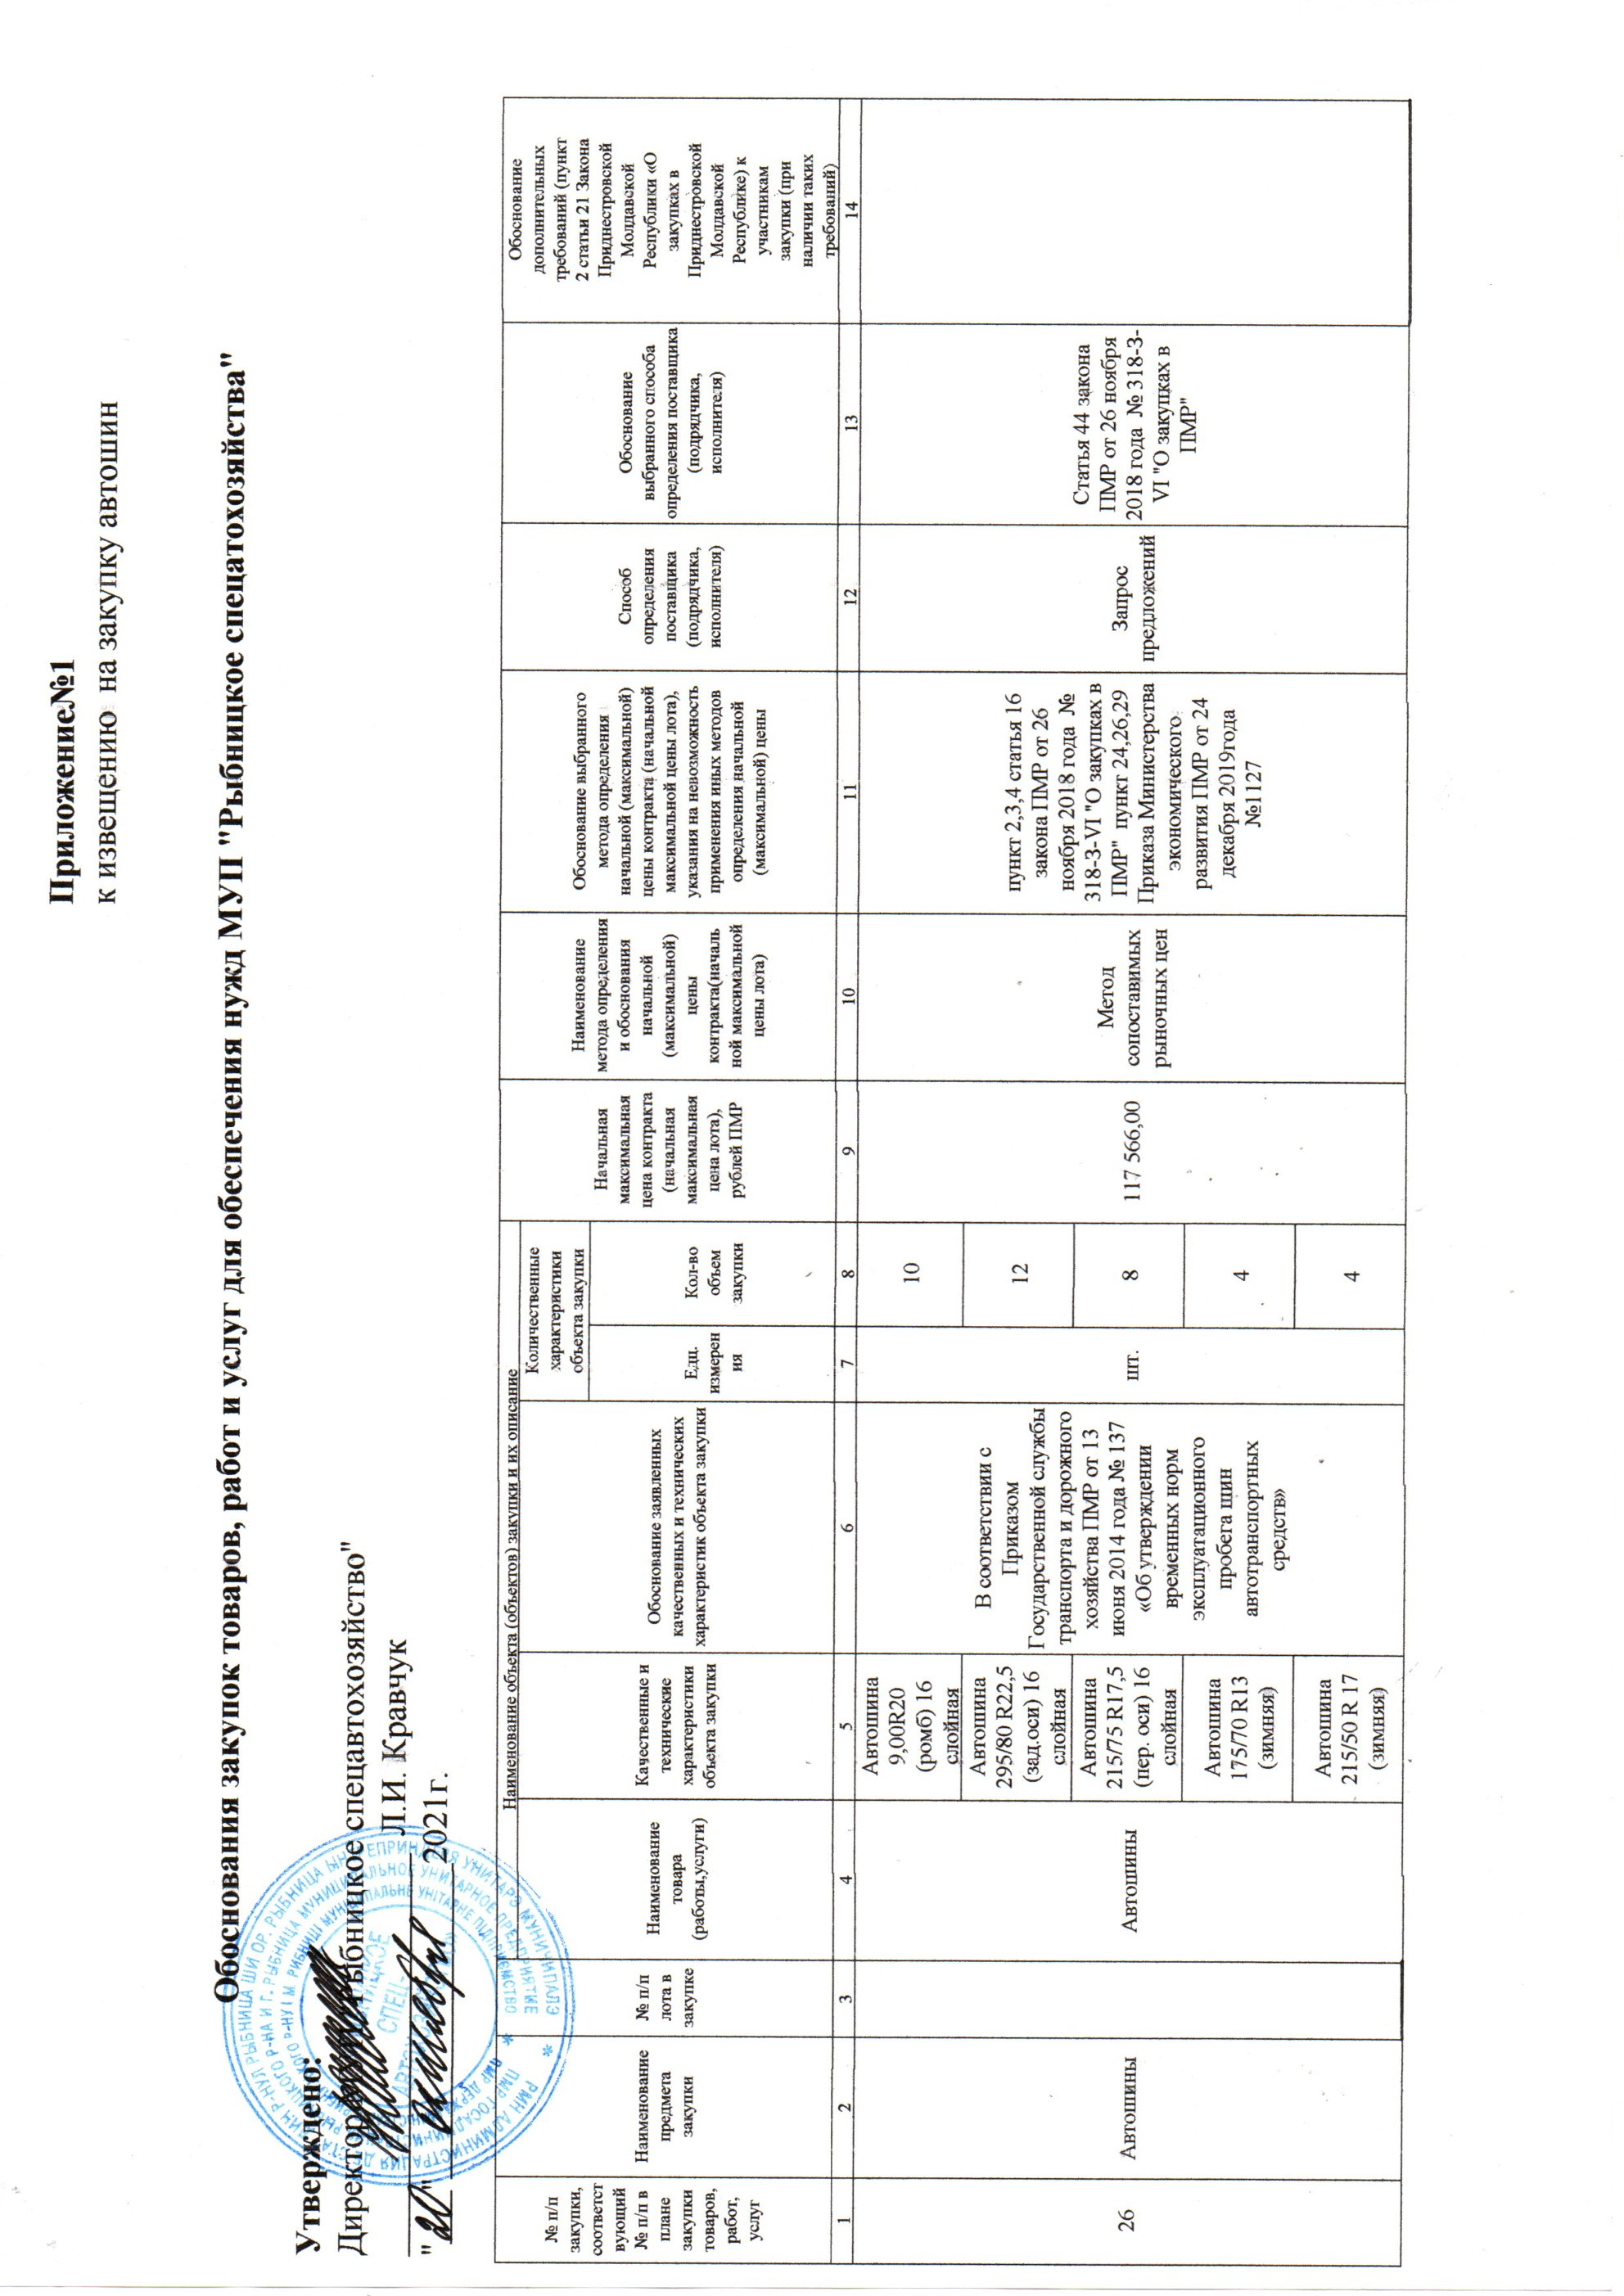 Приложение№1
к извещению на закупку автошин
Обоснования закупок товаров, работ и услуг для обеспечения нужд МУП "Рыбницкое спецатохозяйства"
Утверждено:
Директор Рыбницкое спецавтохозяйство"
Л.И. Кравчук
"20" 2021г.
№ п/п
закупки,
соответст
вующий
№ п/п в
плане
закупки
товаров,
работ,
услуг
Наименование
предмета
закупки
№ п/п
лота в
закупке
Наименование объекта (объектов) закупки и их описание
Наименование
товара
(работы,услуги)
Качественные и
технические
характеристики
объекта закупки
Обоснование заявленных
качественных и технических
характеристик объекта закупки
Количественные
характеристики
объекта закупки
Едц.
измерен
ия
Кол-во
объем
закупки
Начальная
максимальная
цена контракта
(начальная
максимальная
цена лота),
рублей ПМР
Наименование
метода определения
и обоснования
начальной
(максимальной)
цены
контракта(началь
ной максимальной
цены лота)
Обоснование выбранного
метода определения
начальной (максимальной)
цены контракта (начальной
максимальной цены лота),
указания на невозможность
применения иных методов
определения начальной
(максимальной) цены
Способ
определения
поставщика
(подрядчика,
исполнителя)
Обоснование
выбранного способа
определения поставщика
(подрядчика,
исполнителя)
Обоснование
дополнительных
требований (пункт
2 статьи 21 Закона
Приднестровской
Молдавской
Республики «О
закупках в
Приднестровской
Молдавской
Республике) к
участникам
закупки (при
наличии таких
требований)
1 2 3 4 5 6 7 8 9 10 11 12 13 14
26
Автошины
Автошины
Автошина
9,00R20
(ромб) 16
слойная
Автошина
295/80 R22,5
(зад.оси) 16
слойная
Автошина
215/75 R17,5
(пер. оси) 16
слойная
Автошина
175/70 R13
(зимняя)
Автошина
215/50 R 17
(зимняя)
В соответствии с
Приказом
Государственной службы
транспорта и дорожного
хозяйства ПМР от 13
июня 2014 года № 137
«Об утверждении
временных норм
эксплуатационного
пробега шин
автотранспортных
средств»
шт.
10
12
8
4
4
117 566,00
Метод
сопоставимых
рыночных цен
пункт 2,3,4 статья 16
закона ПМР от 26
ноября 2018 года №
318-З-VI "О закупках в
ПМР" пункт 24,26,29
Приказа Министерства
экономического
развития ПМР от 24
декабря 2019года
№1127
Запрос
предложений
Статья 44 закона
ПМР от 26 ноября
2018 года № 318-З-
VI "О закупках в
ПМР"